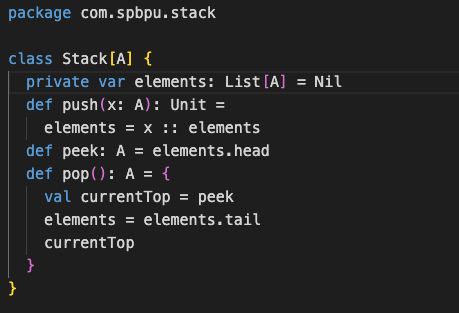 package com.spbpu.stack

class Stack[A] {
  private var elements: List[A] = Nil
  def push(x: A): Unit =
    elements = x :: elements
  def peek: A = elements.head
  def pop(): A = {
    val currentTop = peek
    elements = elements.tail
    currentTop
  }
}